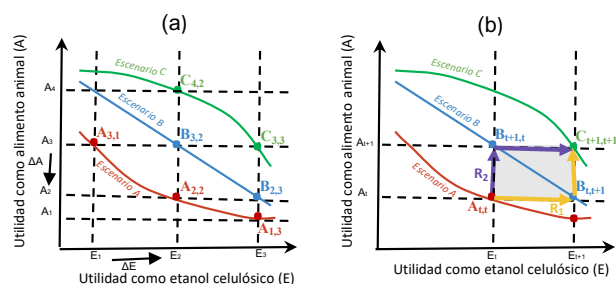 (a)
Utilidad como alimento animal (A)
A4
A3
ΔA
A2
A1
Escenario C
Escenario B
Escenario A
C4,2
A3,1
B3,2
C3,3
A2,2
B2,3
A1,3
E1
E2
E3
ΔE
Utilidad como etanol celulósico (E)
(b)
Utilidad como alimento animal (A)
At+1
At
Escenario C
Escenario B
Escenario A
Bt+1,t
Ct+1,t+1
R2
Bt,t+1
At,t
R1
Et
Et+1
Utilidad como etanol celulósico (E)